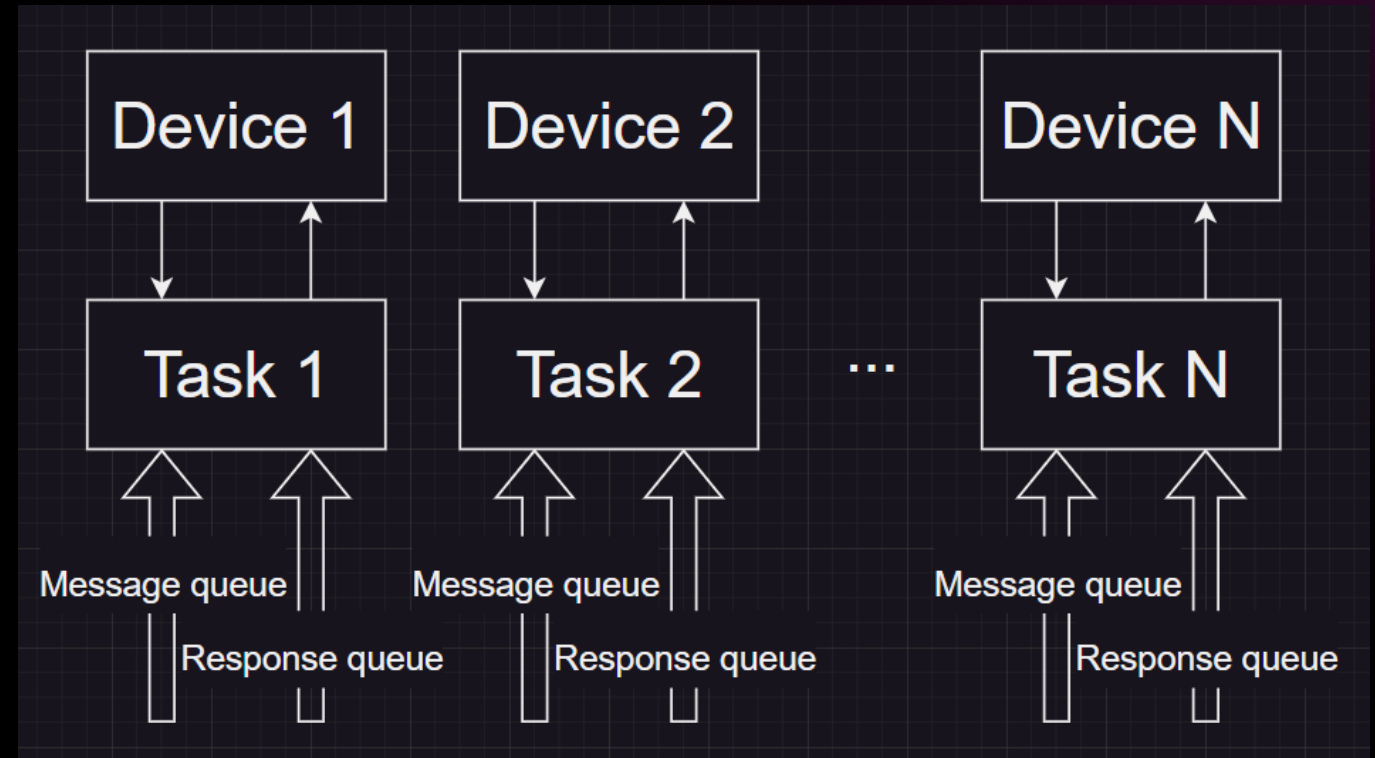 Device 1
Device 2
Device N
Task 1
Task 2
...
Task N
Message queue
Message queue
Message queue
Response queue
Response queue
Response queue